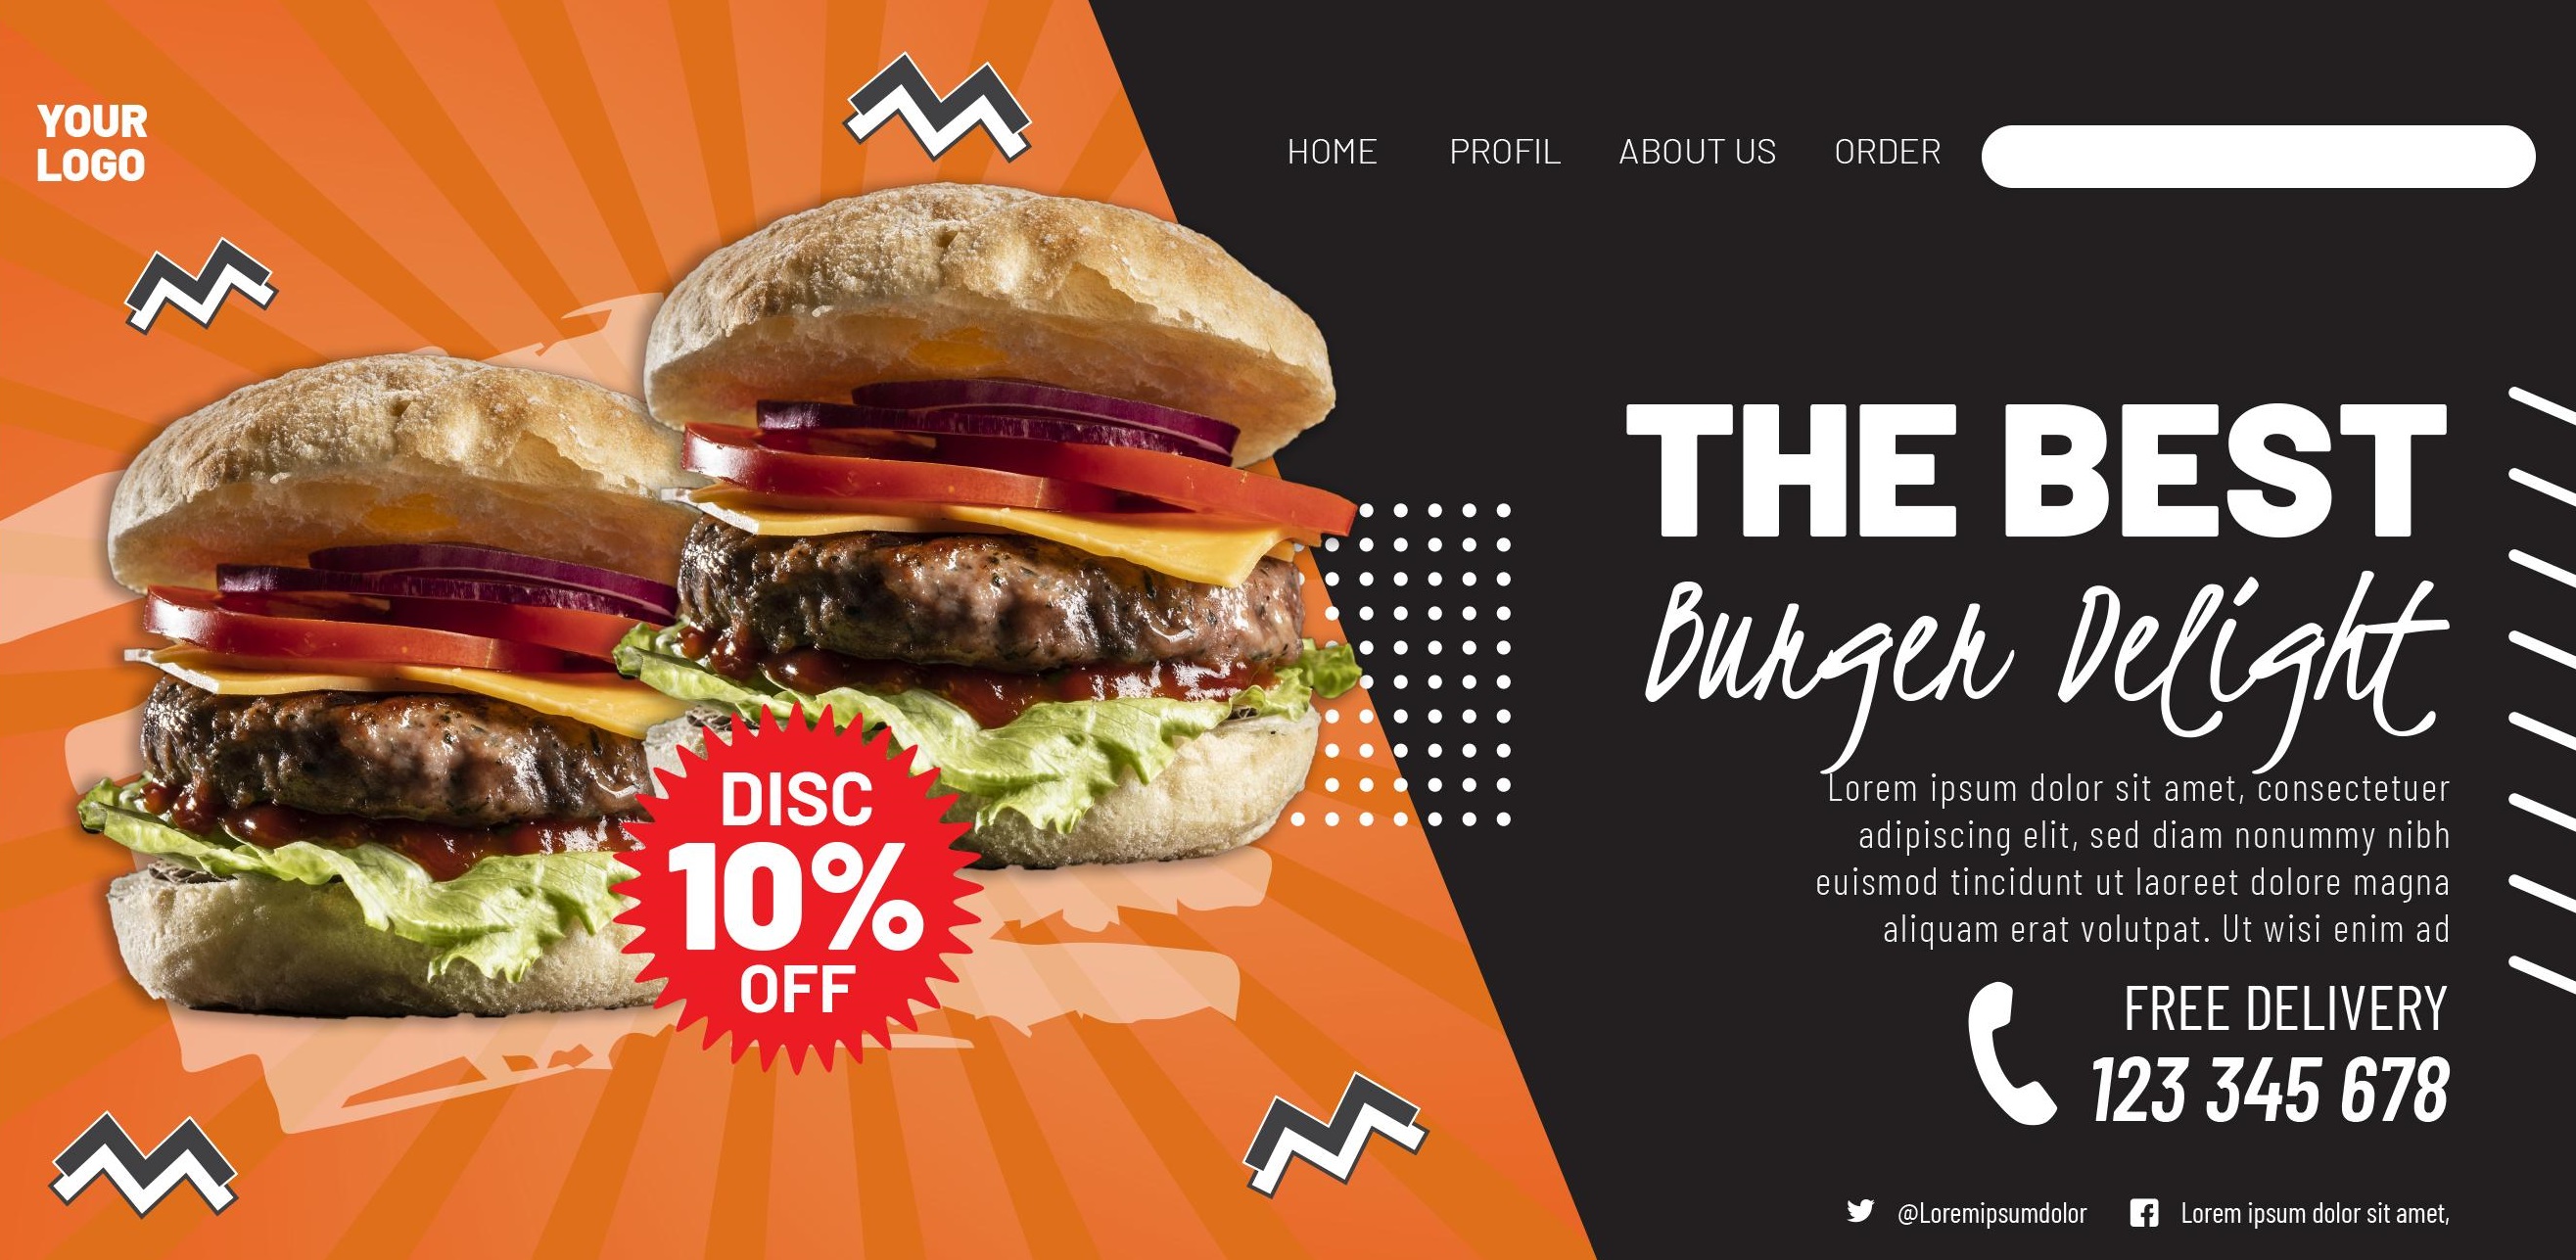 YOUR
LOGO
HOME PROFIL ABOUT US ORDER
THE BEST
Burger Delight
Lorem ipsum dolor sit amet, consectetuer
adipiscing elit, sed diam nonummy nibh
euismod tincidunt ut laoreet dolore magna
aliquam erat volutpat. Ut wisi enim ad
DISC
10%
OFF
FREE DELIVERY
123 345 678
@Loremipsumdolor Lorem ipsum dolor sit amet,